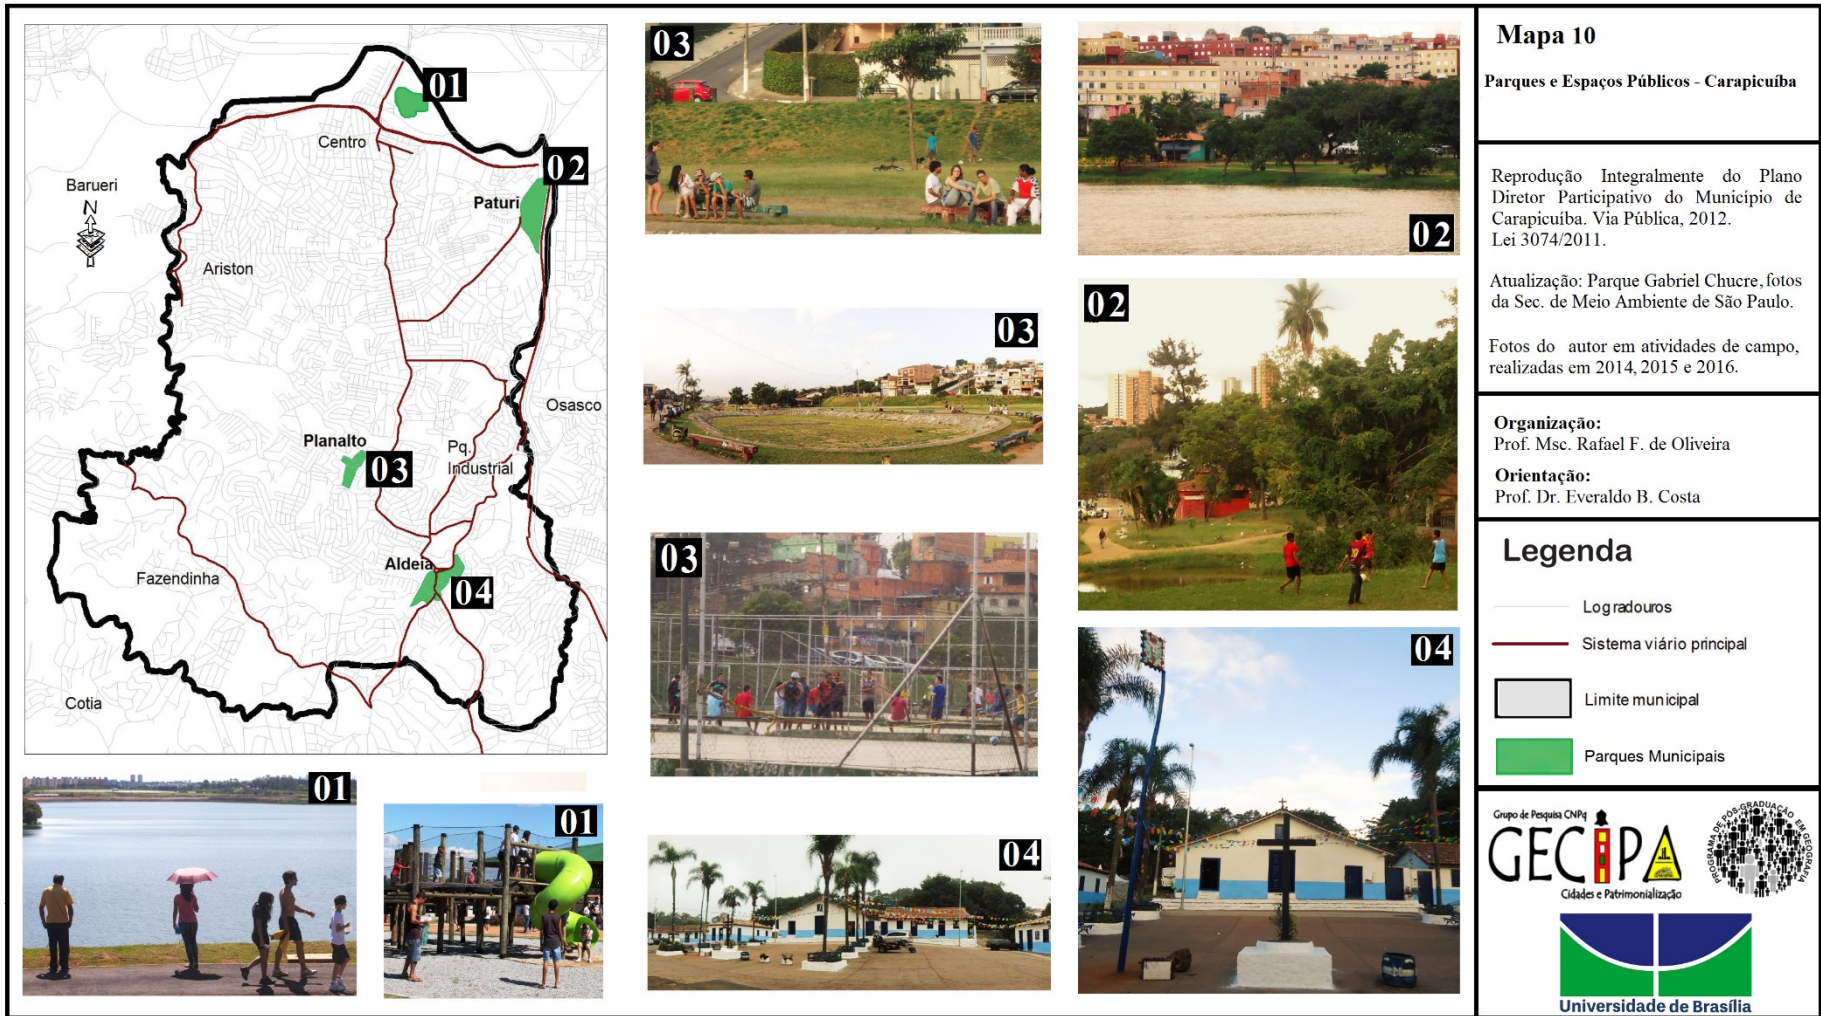 Mapa 10
Parques e Espaços Públicos - Carapicuíba
Reprodução Integralmente do Plano
Diretor Participativo do Município de
Carapicuíba. Via Pública, 2012.
Lei 3074/2011.
Atualização: Parque Gabriel Chucre, fotos
da Sec. de Meio Ambiente de São Paulo.
Fotos do autor em atividades de campo,
realizadas em 2014, 2015 e 2016.
Organização:
Prof. Msc. Rafael F. de Oliveira
Orientação:
Prof. Dr. Everaldo B. Costa
Legenda
Logradouros
Sistema viário principal
Limite municipal
Parques Municipais
Grupo de Pesquisa CNPq
GECIPA
Cidades e Patrimonialização
PROGRAMA DE PÓS-GRADUAÇÃO EM GEOGRAFIA
Universidade de Brasília
01
Centro
02
Barueri
N
Paturi
Ariston
Osasco
Planalto
03
Pq.
Industrial
Aldeia
04
Fazendinha
Cotia
01
01
03
03
03
04
02
02
04